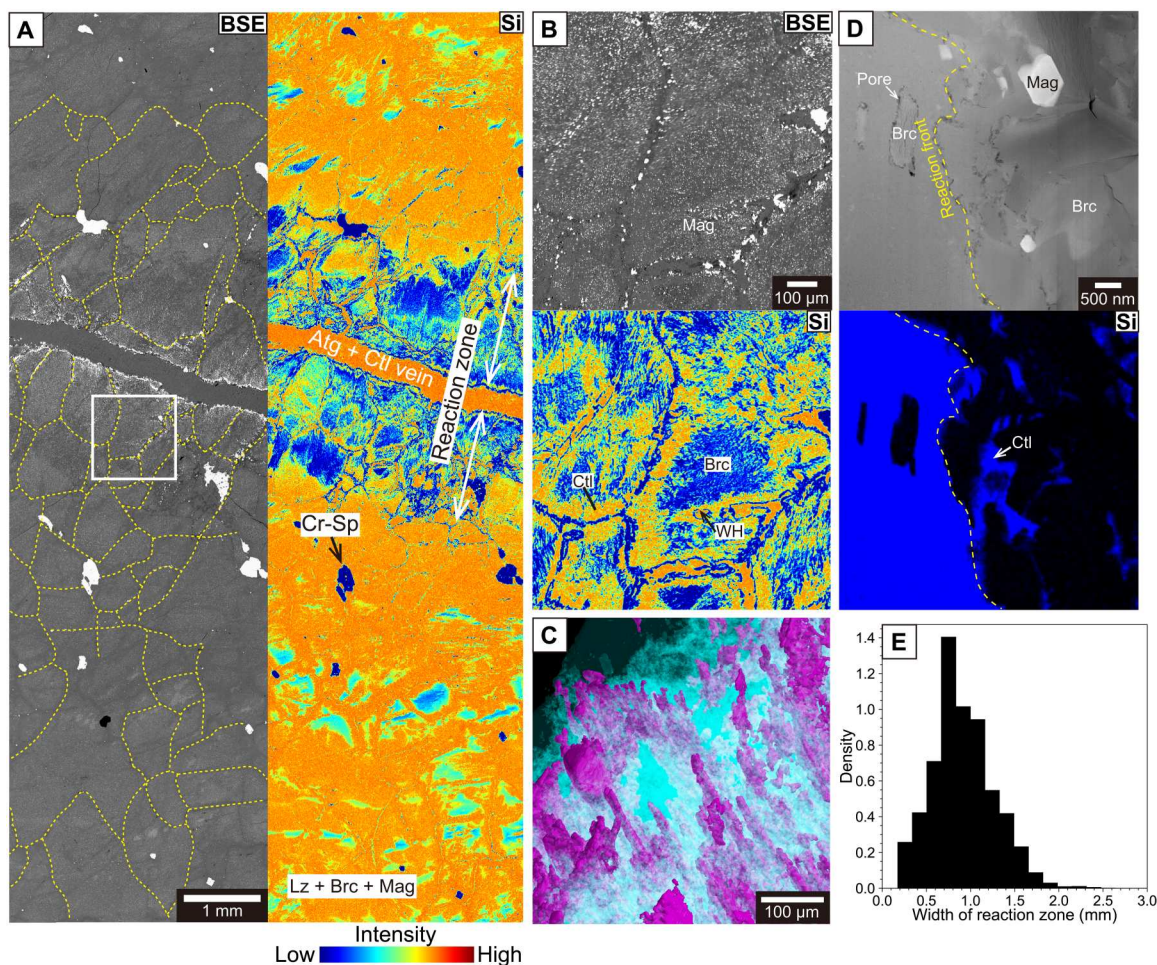 A
BSE
Si
Reaction zone
Atg + Ctl vein
Cr-Sp
Lz + Brc + Mag
1 mm
Intensity
Low
High
B
BSE
Mag
100 µm
Si
Brc
Ctl
WH
C
100 µm
D
Pore
Brc
Reaction front
Mag
Brc
500 nm
Si
Ctl
E
Density
1.4
1.2
1.0
0.8
0.6
0.4
0.2
0.0
0.0 0.5 1.0 1.5 2.0 2.5 3.0
Width of reaction zone (mm)